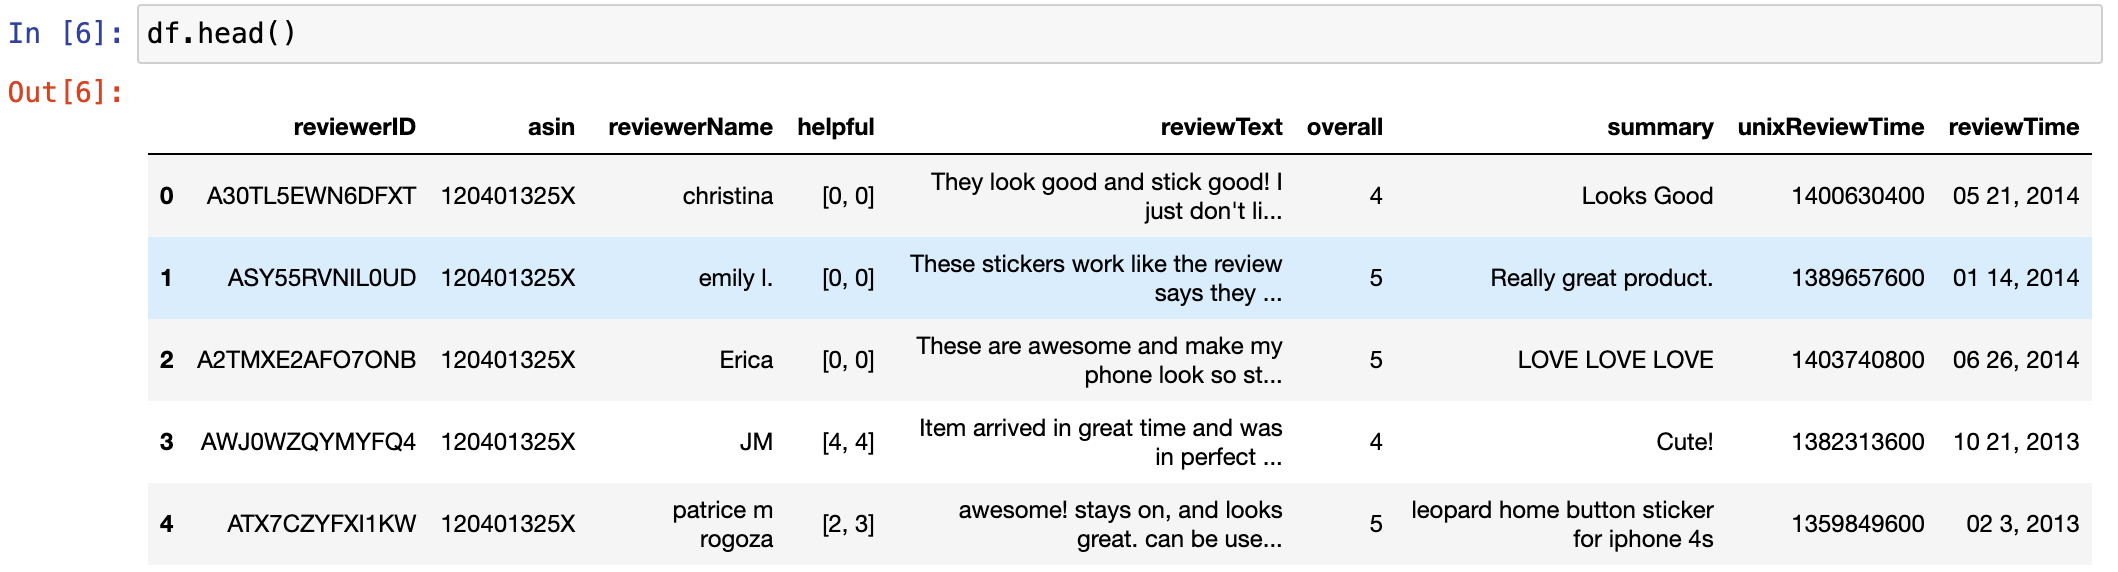 In [6]: df.head()
Out[6]:
reviewerID asin reviewerName helpful reviewText overall summary unixReviewTime reviewTime
0 A30TL5EWN6DFXT 120401325X christina [0, 0] They look good and stick good! I just don't li... 4 Looks Good 1400630400 05 21, 2014
1 ASY55RVNIL0UD 120401325X emily l. [0, 0] These stickers work like the review says they ... 5 Really great product. 1389657600 01 14, 2014
2 A2TMXE2AFO7ONB 120401325X Erica [0, 0] These are awesome and make my phone look so st... 5 LOVE LOVE LOVE 1403740800 06 26, 2014
3 AWJ0WZQYMYFQ4 120401325X JM [4, 4] Item arrived in great time and was in perfect ... 4 Cute! 1382313600 10 21, 2013
4 ATX7CZYFXI1KW 120401325X patrice m rogoza [2, 3] awesome! stays on, and looks great. can be use... 5 leopard home button sticker for iphone 4s 1359849600 02 3, 2013